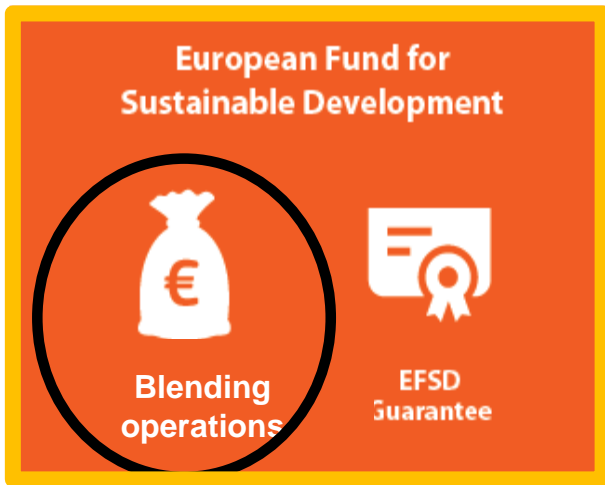 European Fund for
Sustainable Development
€
Blending
operations
EFSD
Guarantee